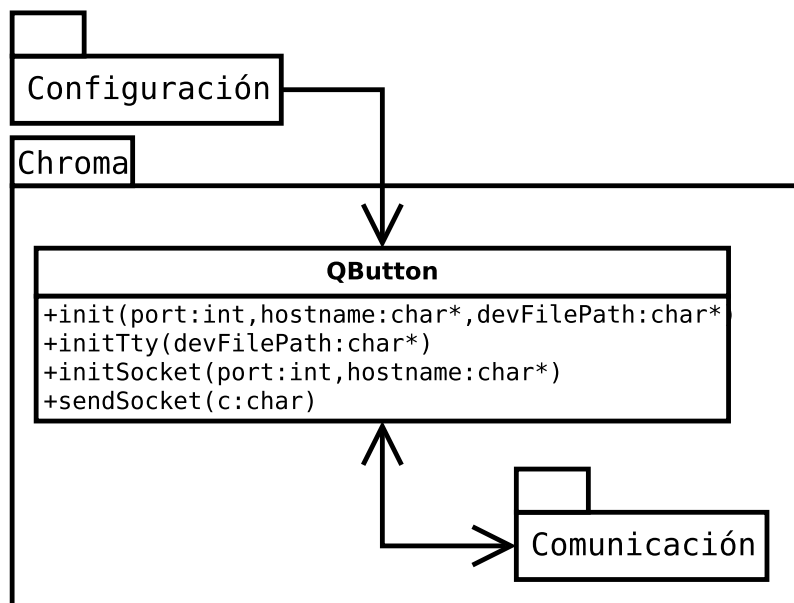 Configuración
Chroma
QButton
+init(port:int,hostname:char*,devFilePath:char*)
+initTty(devFilePath:char*)
+initSocket(port:int,hostname:char*)
+sendSocket(c:char)
Comunicación